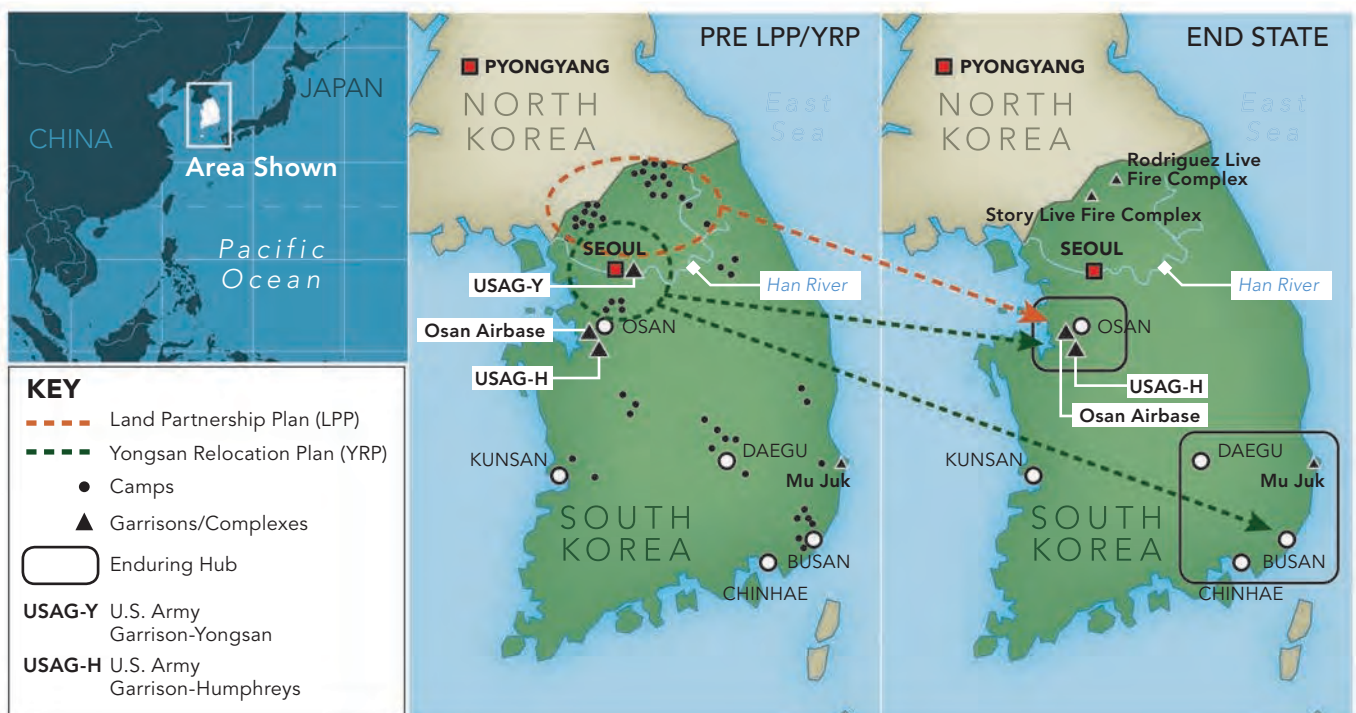 CHINA
JAPAN
Area Shown
Pacific
Ocean
KEY
Land Partnership Plan (LPP)
Yongsan Relocation Plan (YRP)
Camps
Garrisons/Complexes
Enduring Hub
USAG-Y U.S. Army
Garrison-Yongsan
USAG-H U.S. Army
Garrison-Humphreys
PRE LPP/YRP
PYONGYANG
NORTH
KOREA
East
Sea
SEOUL
USAG-Y
Han River
Osan Airbase
OSAN
USAG-H
KUNSAN
DAEGU
Mu Juk
SOUTH
KOREA
BUSAN
CHINHAE
END STATE
PYONGYANG
NORTH
KOREA
East
Sea
Rodriguez Live
Fire Complex
Story Live Fire Complex
SEOUL
Han River
OSAN
USAG-H
Osan Airbase
KUNSAN
DAEGU
Mu Juk
SOUTH
KOREA
BUSAN
CHINHAE